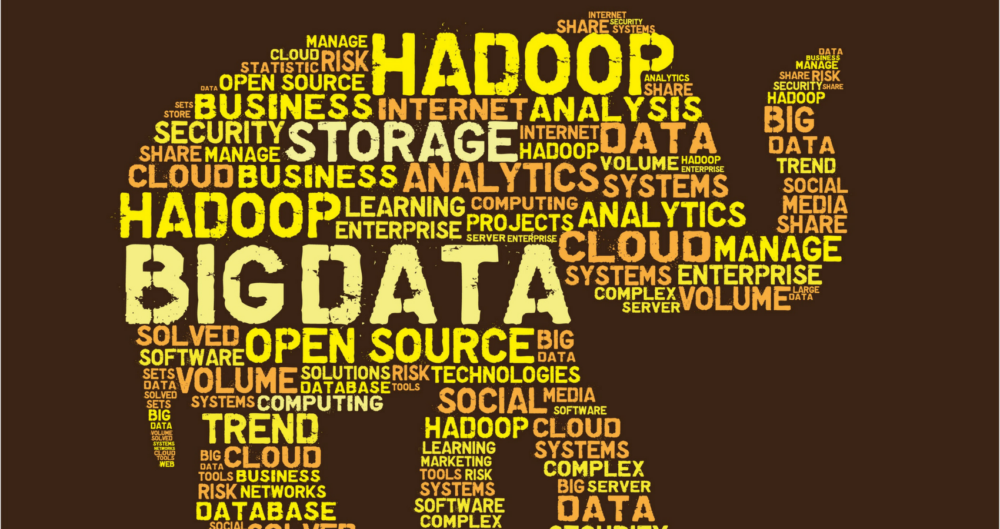 INTERNET
SHARE SECURITY
SYSTEMS
MANAGE HADOOP
CLOUD RISK
STATISTIC
DATA OPEN SOURCE ANALYTICS
SHARE
SETS BUSINESS INTERNET ANALYSIS
STORE
SECURITY STORAGE INTERNET DATA
SHARE MANAGE HADOOP
VOLUME HADOOP
ENTERPRISE
CLOUD BUSINESS ANALYTICS SYSTEMS
HADOOP LEARNING COMPUTING ANALYTICS
ENTERPRISE PROJECTS
SERVER ENTERPRISE
DATA
BUSINESS
MANAGE
SHARE RISK
SECURITY SHARE
HADOOP
BIG
DATA
TREND
SOCIAL
MEDIA
SHARE
BIG DATA CLOUD MANAGE
SYSTEMS ENTERPRISE
COMPLEX VOLUME LARGE
DATA
SERVER
SOLVED OPEN SOURCE BIG
SOFTWARE DATA
SETS VOLUME SOLUTIONS RISK TECHNOLOGIES
DATA DATABASE TOOLS
SOLVED
SETS SYSTEMS COMPUTING SOCIAL MEDIA
SOFTWARE
BIG
DATA
VOLUME
SOLVED
SYSTEMS
NETWORKS
CLOUD
TOOLS
WEB
TREND
BIG CLOUD
DATA
TOOLS BUSINESS
RISK NETWORKS
DATABASE
SOCIAL SOLVED
HADOOP CLOUD
LEARNING SYSTEMS
MARKETING COMPLEX
TOOLS RISK BIG SERVER
SYSTEMS DATA
SOFTWARE
COMPLEX SECURITY